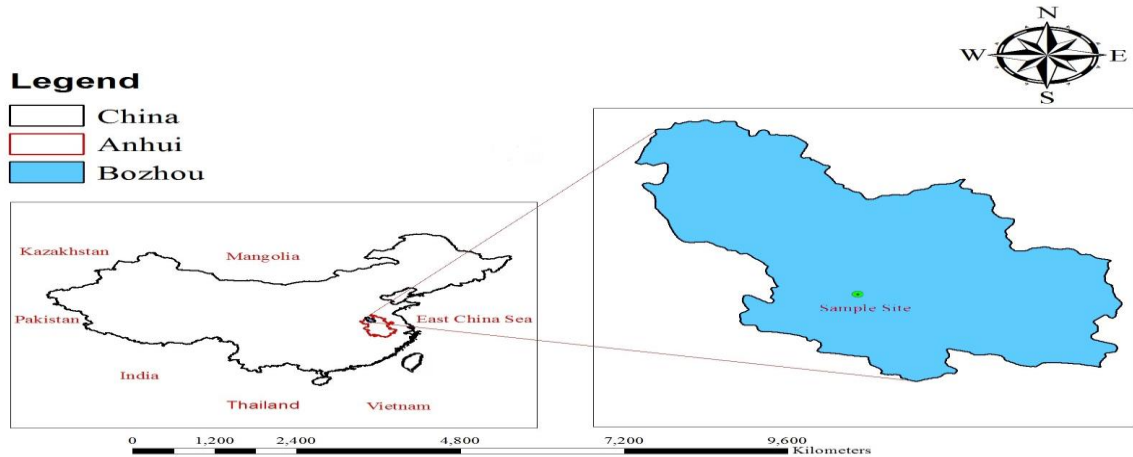 N
W E
S
Legend
China
Anhui
Bozhou
Kazakhstan
Mangolia
Pakistan
East China Sea
India
Thailand
Vietnam
Sample Site
0 1,200 2,400 4,800 7,200 9,600
Kilometers